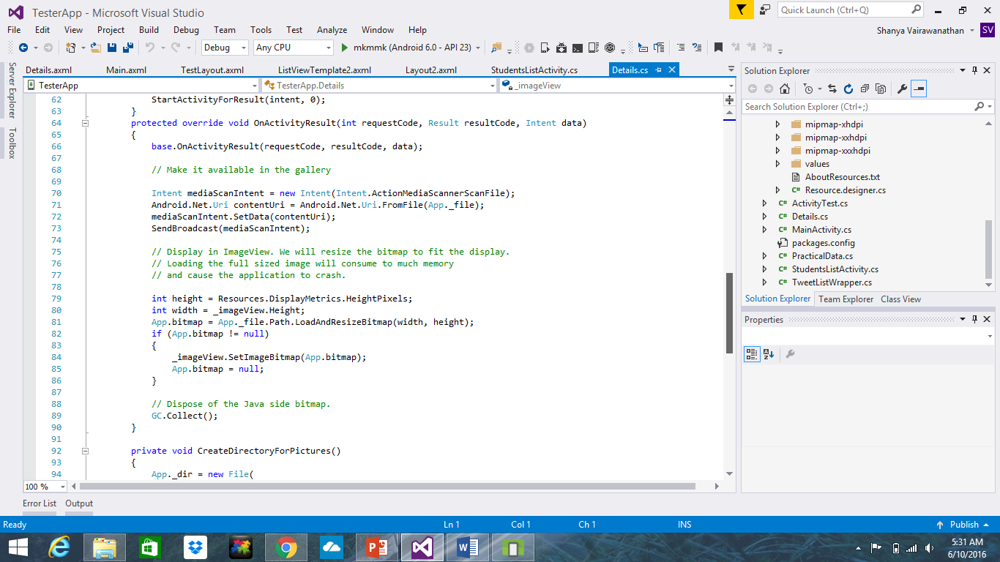 TesterApp - Microsoft Visual Studio
Quick Launch (Ctrl+Q)
File Edit View Project Build Debug Team Tools Test Analyze Window Help
Shanya Vairawanathan SV
Debug Any CPU mkmmk (Android 6.0 - API 23)
Server Explorer
Toolbox
Details.axml Main.axml TestLayout.axml ListViewTemplate2.axml Layout2.axml StudentsListActivity.cs Details.cs
TesterApp TesterApp.Details _imageView
62 StartActivityForResult(intent, 0);
63 }
64 protected override void OnActivityResult(int requestCode, Result resultCode, Intent data)
65 {
66 base.OnActivityResult(requestCode, resultCode, data);
67
68 // Make it available in the gallery
69
70 Intent mediaScanIntent = new Intent(Intent.ActionMediaScannerScanFile);
71 Android.Net.Uri contentUri = Android.Net.Uri.FromFile(App._file);
72 mediaScanIntent.SetData(contentUri);
73 SendBroadcast(mediaScanIntent);
74
75 // Display in ImageView. We will resize the bitmap to fit the display.
76 // Loading the full sized image will consume to much memory
77 // and cause the application to crash.
78
79 int height = Resources.DisplayMetrics.HeightPixels;
80 int width = _imageView.Height;
81 App.bitmap = App._file.Path.LoadAndResizeBitmap(width, height);
82 if (App.bitmap != null)
83 {
84 _imageView.SetImageBitmap(App.bitmap);
85 App.bitmap = null;
86 }
87
88 // Dispose of the Java side bitmap.
89 GC.Collect();
90 }
91
92 private void CreateDirectoryForPictures()
93 {
94 App._dir = new File(
100 %
Solution Explorer
Search Solution Explorer (Ctrl+;)
mipmap-xhdpi
mipmap-xxhdpi
mipmap-xxxhdpi
values
AboutResources.txt
C# Resource.designer.cs
C# ActivityTest.cs
C# Details.cs
C# MainActivity.cs
packages.config
C# PracticalData.cs
C# StudentsListActivity.cs
C# TweetListWrapper.cs
Solution Explorer Team Explorer Class View
Properties
Error List Output
Ready Ln 1 Col 1 Ch 1 INS Publish
5:31 AM
6/10/2016